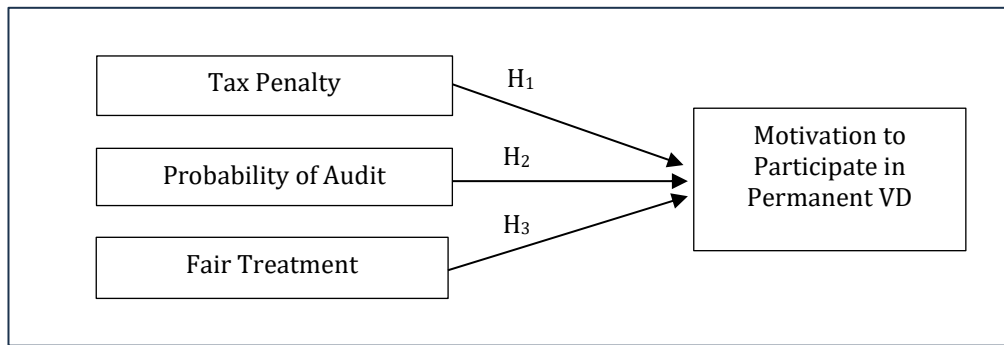 Tax Penalty
H₁
Probability of Audit
H₂
Fair Treatment
H₃
Motivation to
Participate in
Permanent VD